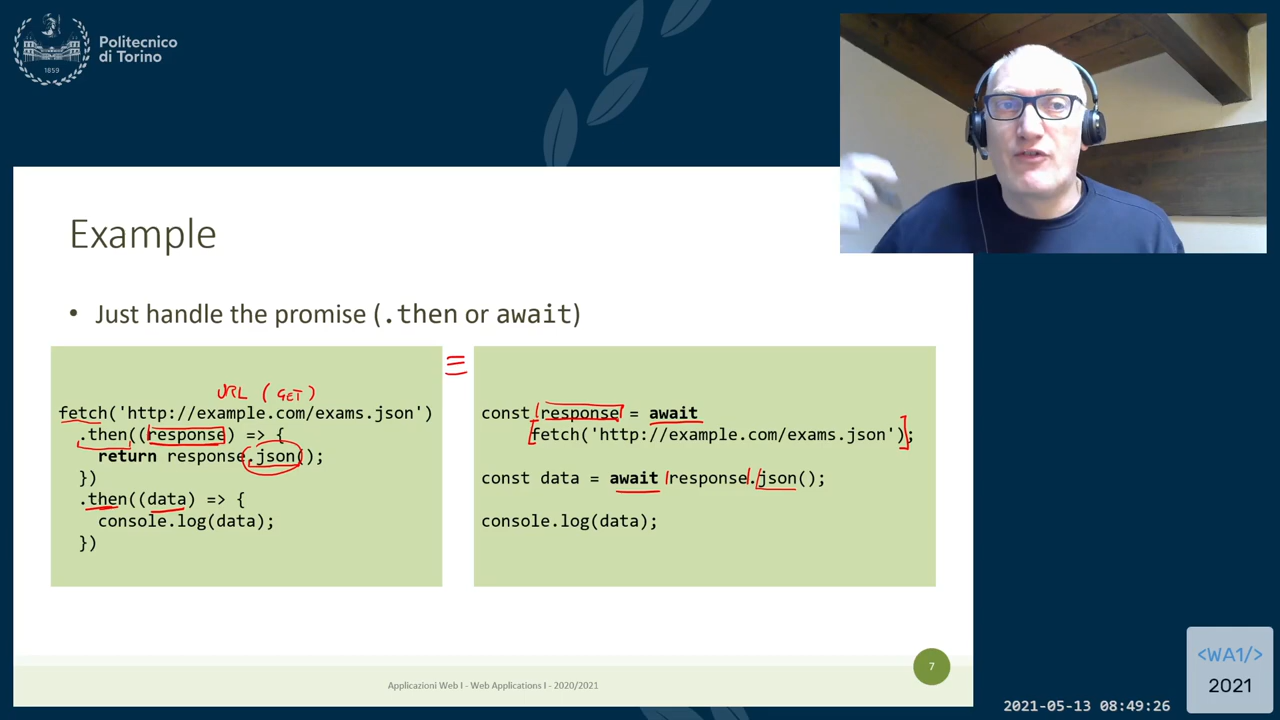 Politecnico
di Torino
1859
Example
• Just handle the promise (.then or await)
URL (GET)
fetch('http://example.com/exams.json')
.then((response) => {
return response.json();
})
.then((data) => {
console.log(data);
})
≡
const response = await
fetch('http://example.com/exams.json');
const data = await response.json();
console.log(data);
7
Applicazioni Web I - Web Applications I - 2020/2021
<WA1/>
2021
2021-05-13 08:49:26